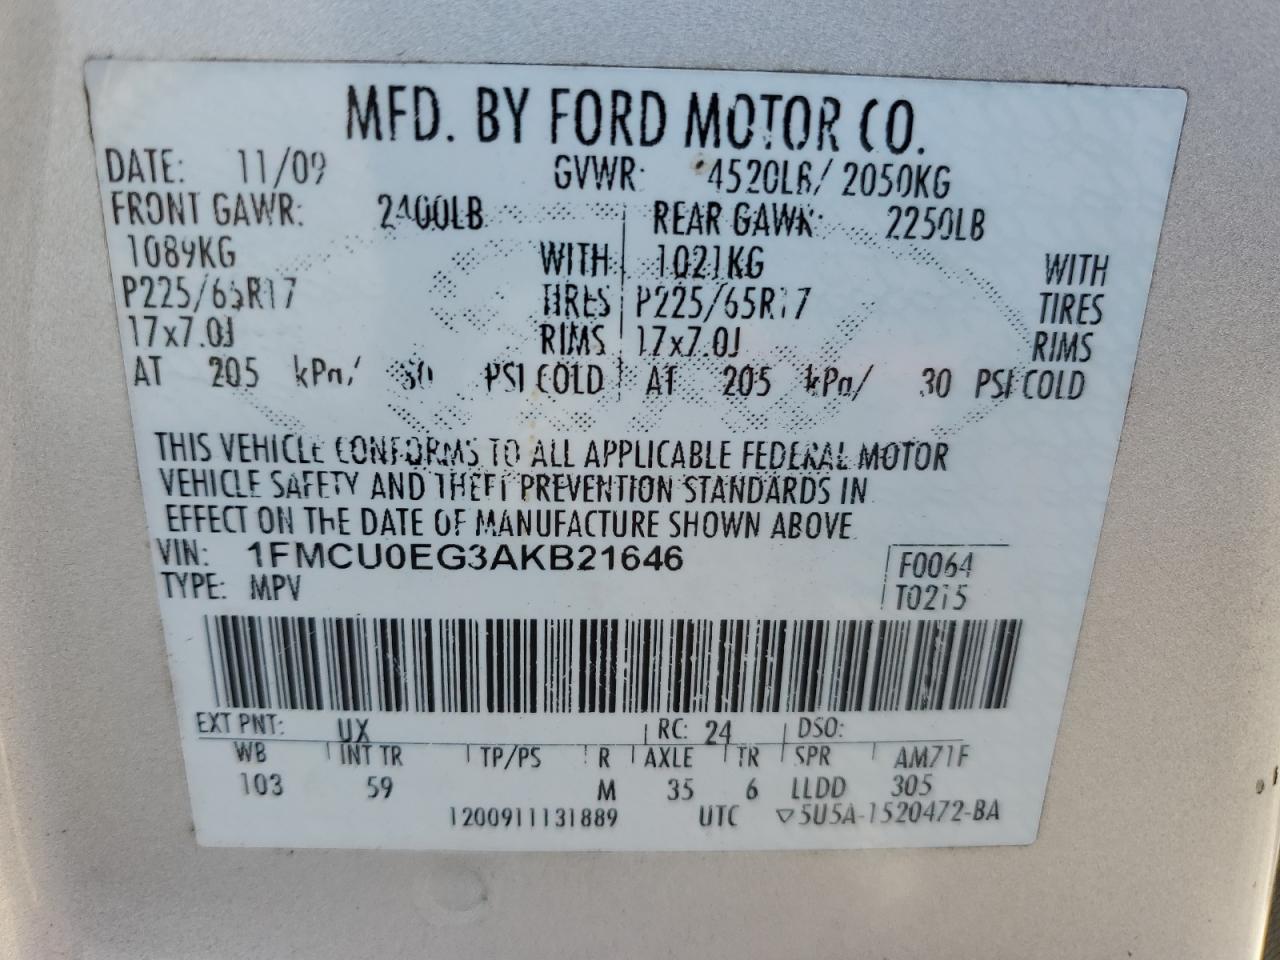 MFD. BY FORD MOTOR CO.
DATE: 11/09 GVWR: 4520LB/ 2050KG
FRONT GAWR: 2400LB REAR GAWR: 2250LB
1089KG WITH 1021KG WITH
P225/65R17 TIRES P225/65R17 TIRES
17x7.0J RIMS 17x7.0J RIMS
AT 205 kPa/ 30 PSI COLD AT 205 kPa/ 30 PSI COLD
THIS VEHICLE CONFORMS TO ALL APPLICABLE FEDERAL MOTOR
VEHICLE SAFETY AND THEFT PREVENTION STANDARDS IN
EFFECT ON THE DATE OF MANUFACTURE SHOWN ABOVE.
VIN: 1FMCU0EG3AKB21646 F0064
TYPE: MPV T0215
EXT PNT: UX RC: 24 DSO:
WB INT TR TP/PS R AXLE TR SPR AM71F
103 59 M 35 6 LLDD 305
1200911131889 UTC ▽5U5A-1520472-BA